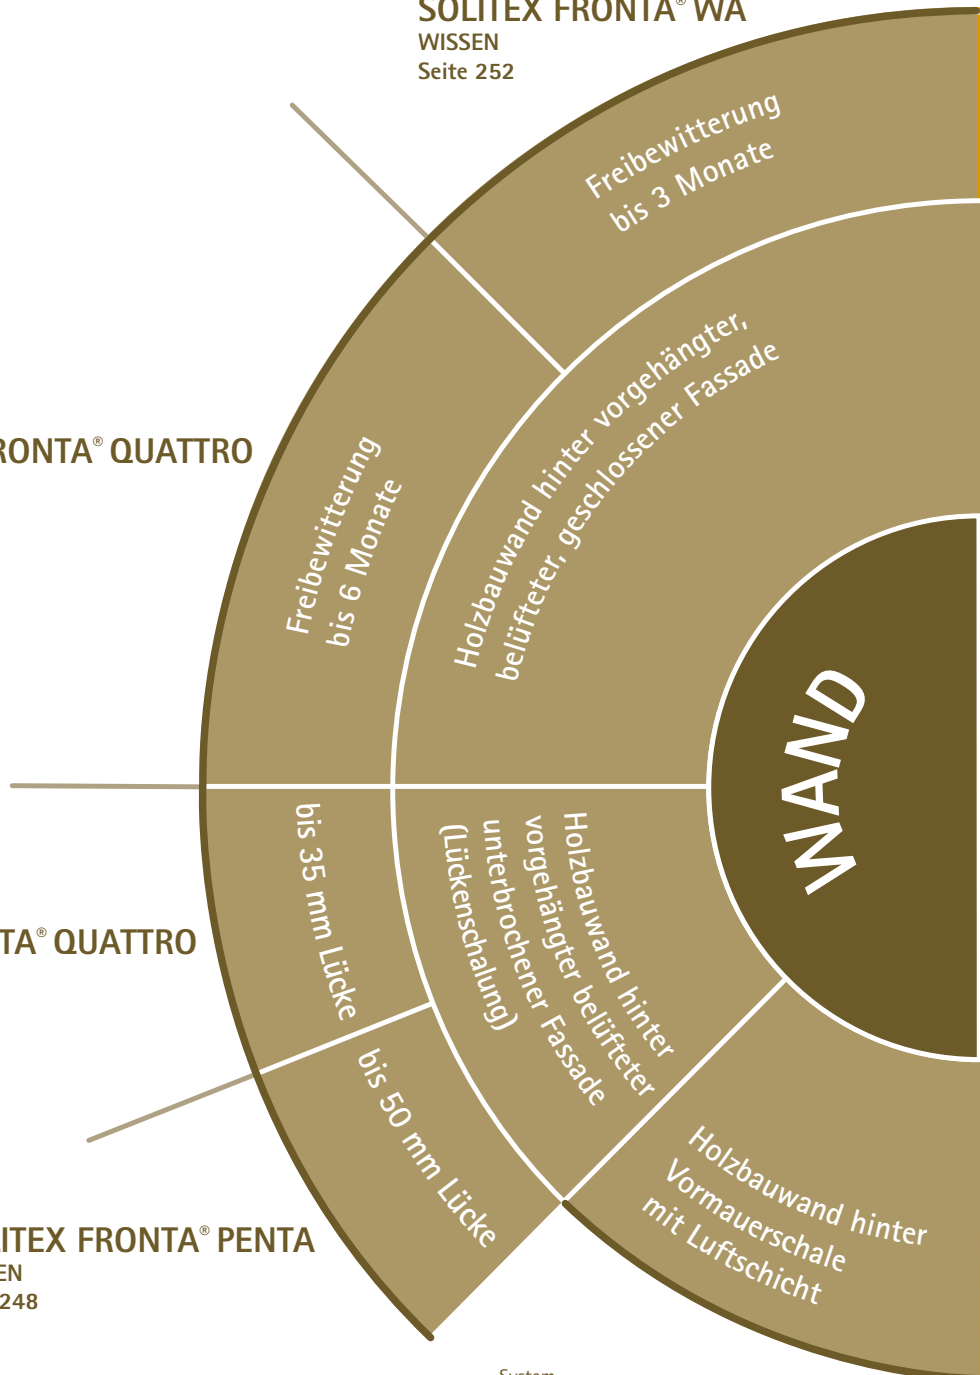 SOLITEX FRONTA® WA
WISSEN
Seite 252
Freibewitterung
bis 3 Monate
RONTA® QUATTRO
Freibewitterung
bis 6 Monate
Holzbauwand hinter vorgehängter,
belüfteter, geschlossener Fassade
WAND
TA® QUATTRO
bis 35 mm Lücke
Holzbauwand hinter
vorgehängter belüfteter
unterbrochener Fassade
(Lückenschalung)
bis 50 mm Lücke
ITEX FRONTA® PENTA
EN
248
Holzbauwand hinter
Vormauerschale
mit Luftschicht
System